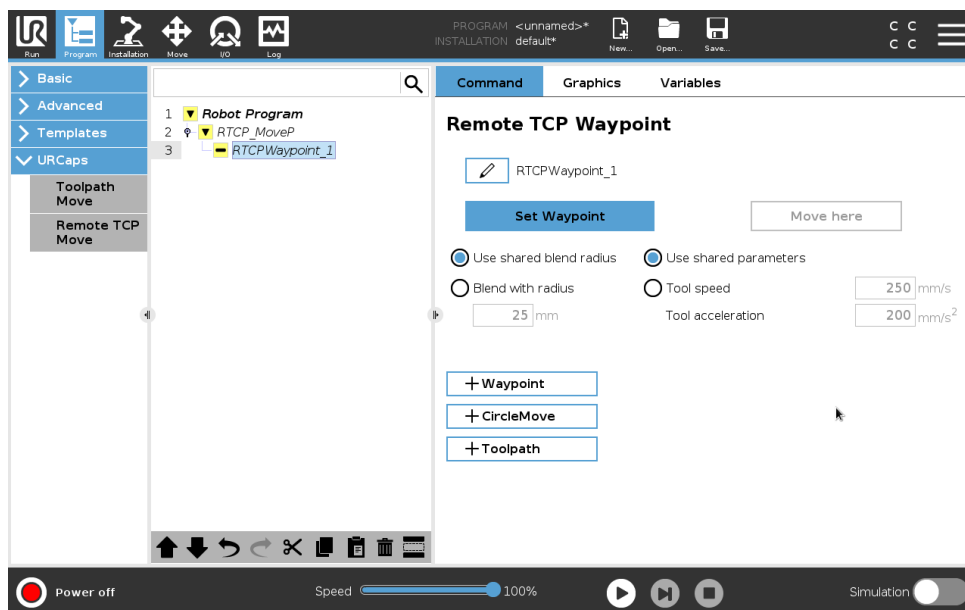 PROGRAM <unnamed>*
INSTALLATION default*
UR
Run Program Installation Move I/O Log New... Open... Save...
C C
C C
Basic
Advanced
Templates
URCaps
Toolpath
Move
Remote TCP
Move
1 Robot Program
2 RTCP_MoveP
3 RTCPWaypoint_1
Command Graphics Variables
Remote TCP Waypoint
RTCPWaypoint_1
Set Waypoint Move here
Use shared blend radius Use shared parameters
Blend with radius Tool speed 250 mm/s
25 mm Tool acceleration 200 mm/s²
+ Waypoint
+ CircleMove
+ Toolpath
Power off Speed 100% Simulation